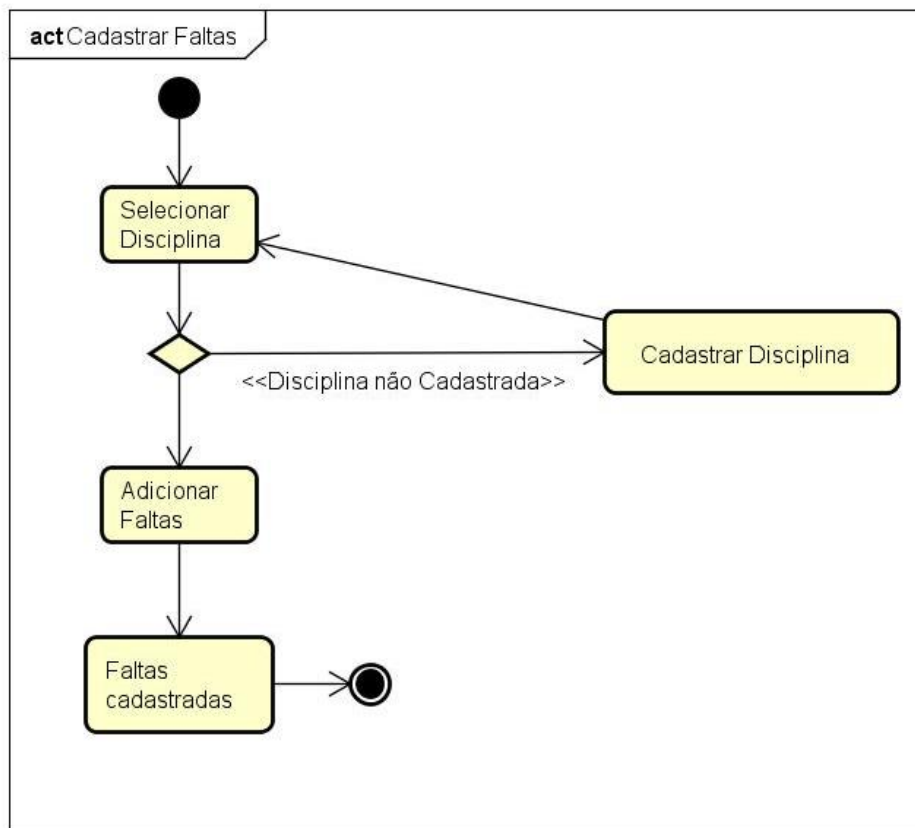 act Cadastrar Faltas
Selecionar
Disciplina
Cadastrar Disciplina
<<Disciplina não Cadastrada>>
Adicionar
Faltas
Faltas
cadastradas